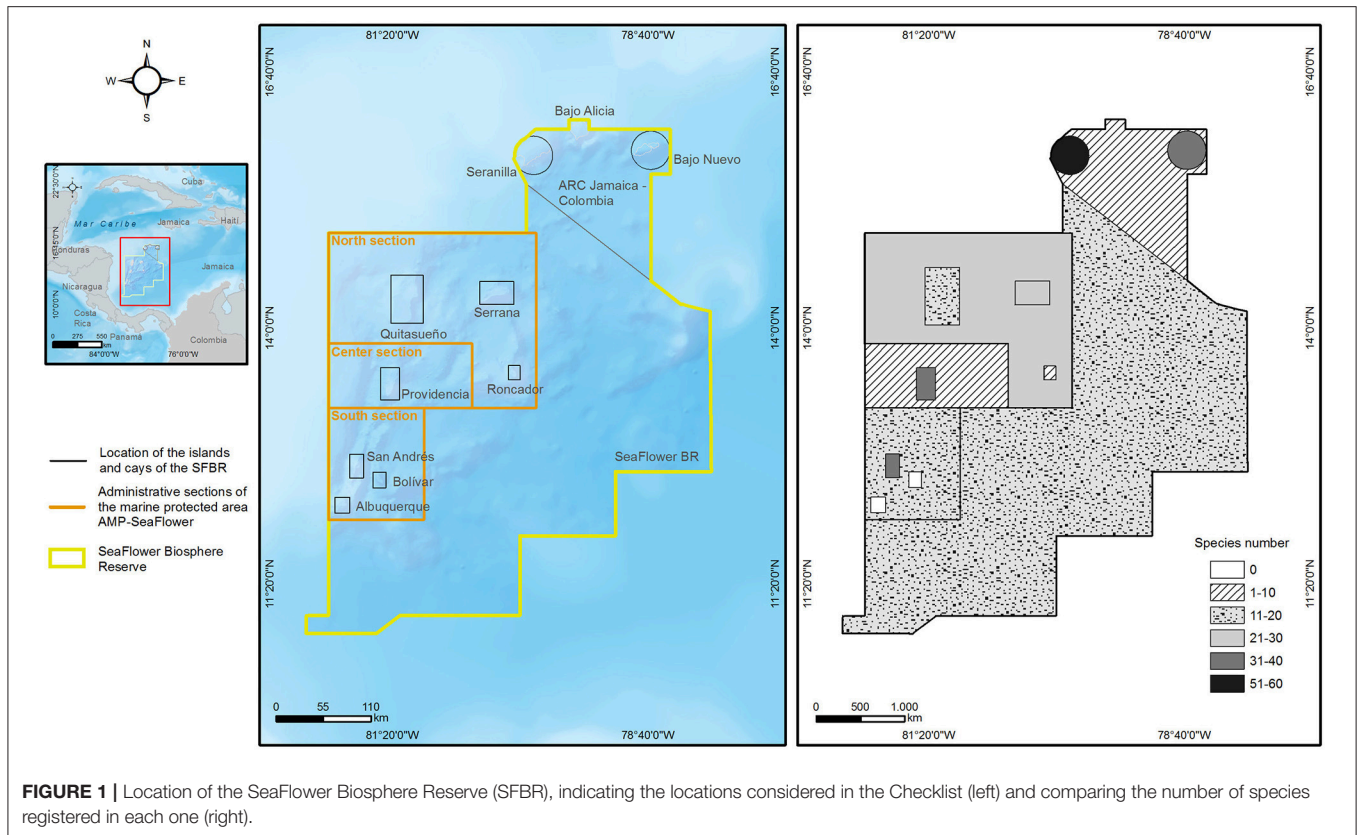 N
W
E
S
22°30'0"N
16°15'0"N
10°0'0"N
Cuba
Mar Caribe
Jamaica
Haití
Honduras
Jamaica
Nicaragua
Costa
Rica
Panamá
Colombia
0 275 550
km
84°0'0"W
76°0'0"W
Location of the islands
and cays of the SFBR
Administrative sections of
the marine protected area
AMP-SeaFlower
SeaFlower Biosphere
Reserve
81°20'0"W
78°40'0"W
16°40'0"N
14°0'0"N
11°20'0"N
Bajo Alicia
Seranilla
Bajo Nuevo
ARC Jamaica -
Colombia
North section
Quitasueño
Serrana
Center section
Providencia
Roncador
South section
San Andrés
Bolívar
Albuquerque
SeaFlower BR
0 55 110
km
81°20'0"W
78°40'0"W
81°20'0"W
78°40'0"W
16°40'0"N
16°40'0"N
14°0'0"N
14°0'0"N
11°20'0"N
11°20'0"N
Species number
0
1-10
11-20
21-30
31-40
51-60
0 500 1.000
km
81°20'0"W
78°40'0"W
FIGURE 1 | Location of the SeaFlower Biosphere Reserve (SFBR), indicating the locations considered in the Checklist (left) and comparing the number of species
registered in each one (right).